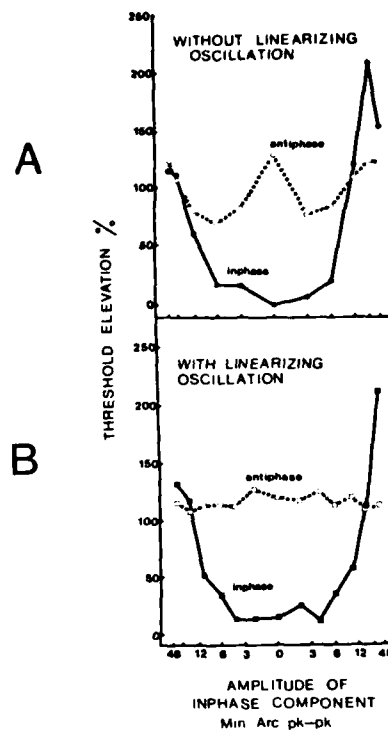 A
WITHOUT LINEARIZING
OSCILLATION
antiphase
inphase
250
200
150
100
50
0
THRESHOLD ELEVATION %
B
WITH LINEARIZING
OSCILLATION
antiphase
inphase
250
200
150
100
50
0
48 12 6 3 0 3 6 12 48
AMPLITUDE OF
INPHASE COMPONENT
Min Arc pk-pk